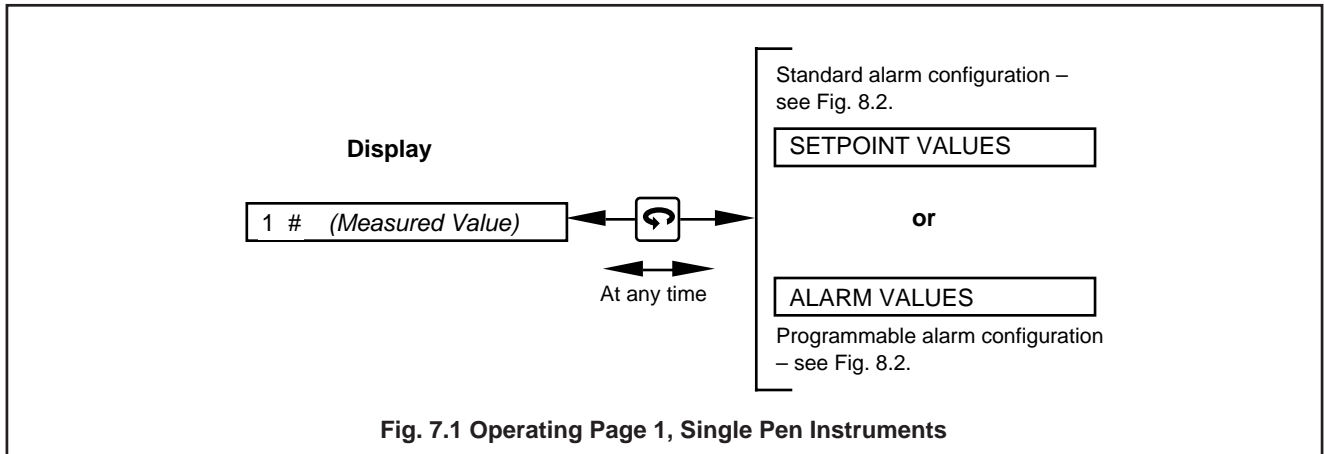 Standard alarm configuration –
see Fig. 8.2.
Display
SETPOINT VALUES
1 # (Measured Value)
or
At any time
ALARM VALUES
Programmable alarm configuration
– see Fig. 8.2.
Fig. 7.1 Operating Page 1, Single Pen Instruments